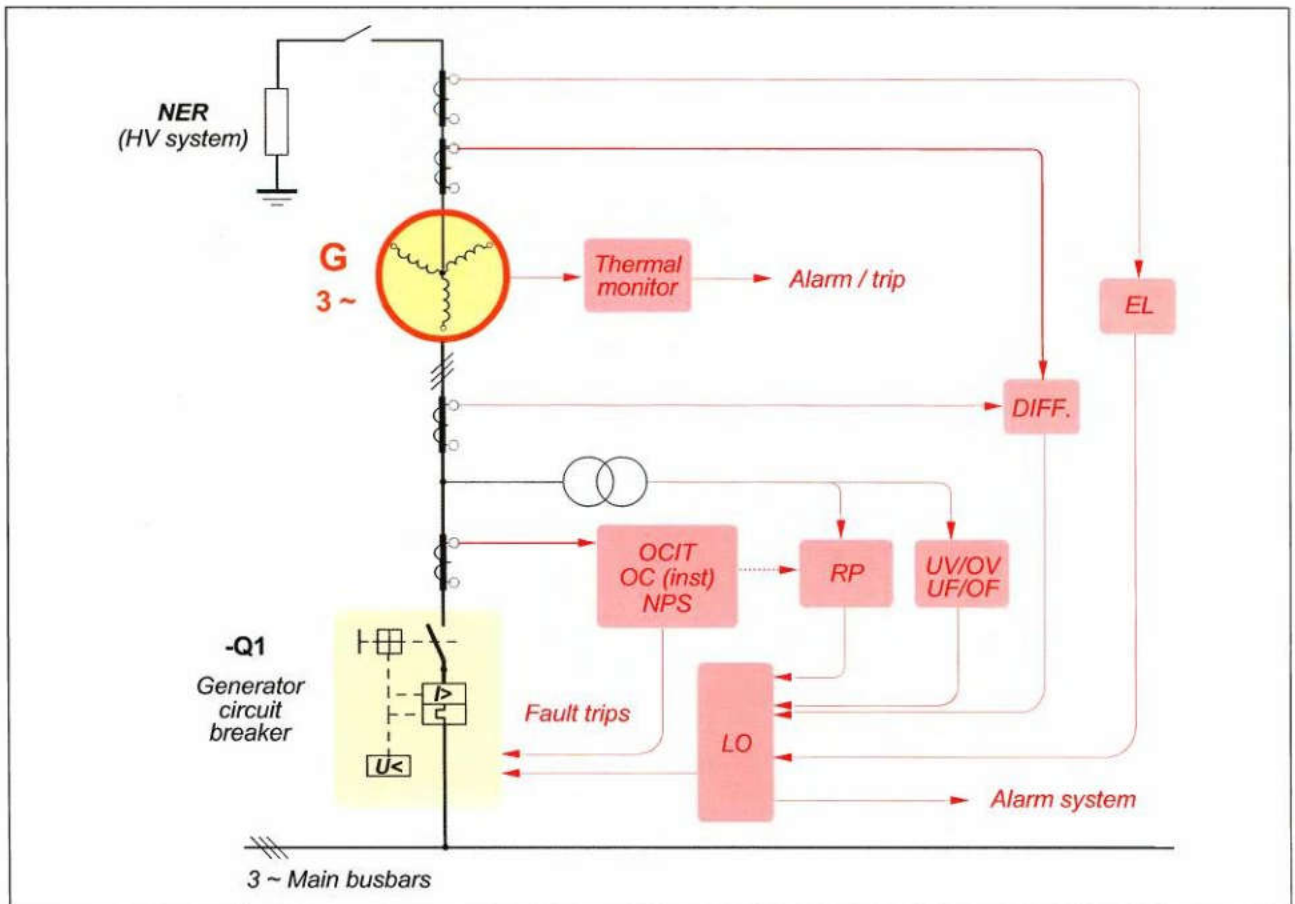 NER
(HV system)
G
3 ~
Thermal
monitor
Alarm / trip
EL
DIFF.
OCIT
OC (inst)
NPS
RP
UV/OV
UF/OF
-Q1
Generator
circuit
breaker
I>
U<
Fault trips
LO
Alarm system
3 ~ Main busbars